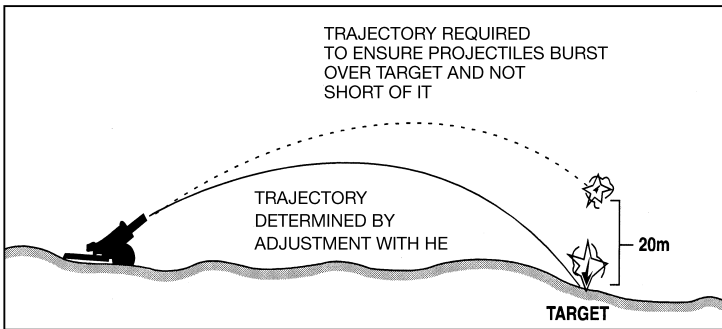 TRAJECTORY REQUIRED
TO ENSURE PROJECTILES BURST
OVER TARGET AND NOT
SHORT OF IT
TRAJECTORY
DETERMINED BY
ADJUSTMENT WITH HE
20m
TARGET